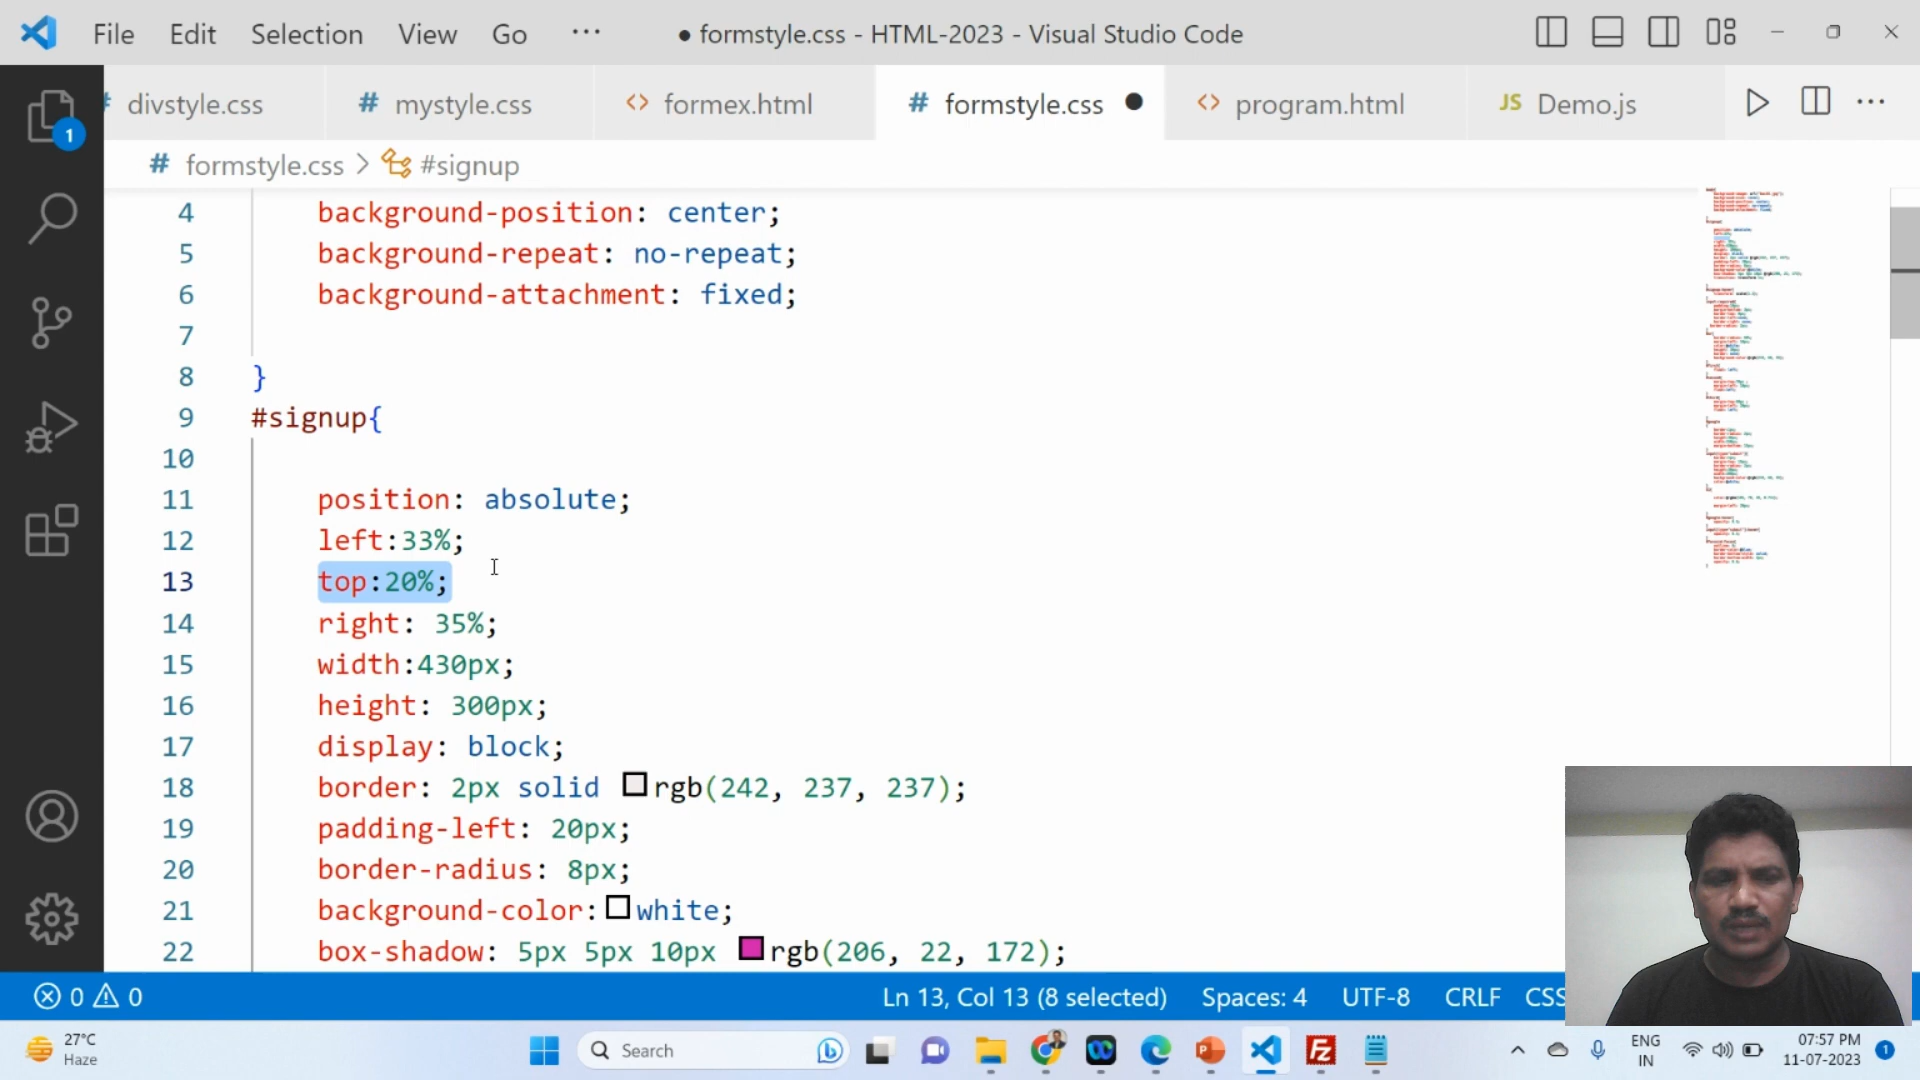 File Edit Selection View Go ··· ● formstyle.css - HTML-2023 - Visual Studio Code
# divstyle.css # mystyle.css <> formex.html # formstyle.css ● <> program.html JS Demo.js ···
# formstyle.css > #signup
1
4 background-position: center;
5 background-repeat: no-repeat;
6 background-attachment: fixed;
7
8 }
9 #signup{
10
11 position: absolute;
12 left:33%;
13 top:20%;
14 right: 35%;
15 width:430px;
16 height: 300px;
17 display: block;
18 border: 2px solid rgb(242, 237, 237);
19 padding-left: 20px;
20 border-radius: 8px;
21 background-color:white;
22 box-shadow: 5px 5px 10px rgb(206, 22, 172);
0 0 Ln 13, Col 13 (8 selected) Spaces: 4 UTF-8 CRLF CSS
27°C
Haze
Search
ENG
IN
07:57 PM
11-07-2023
1